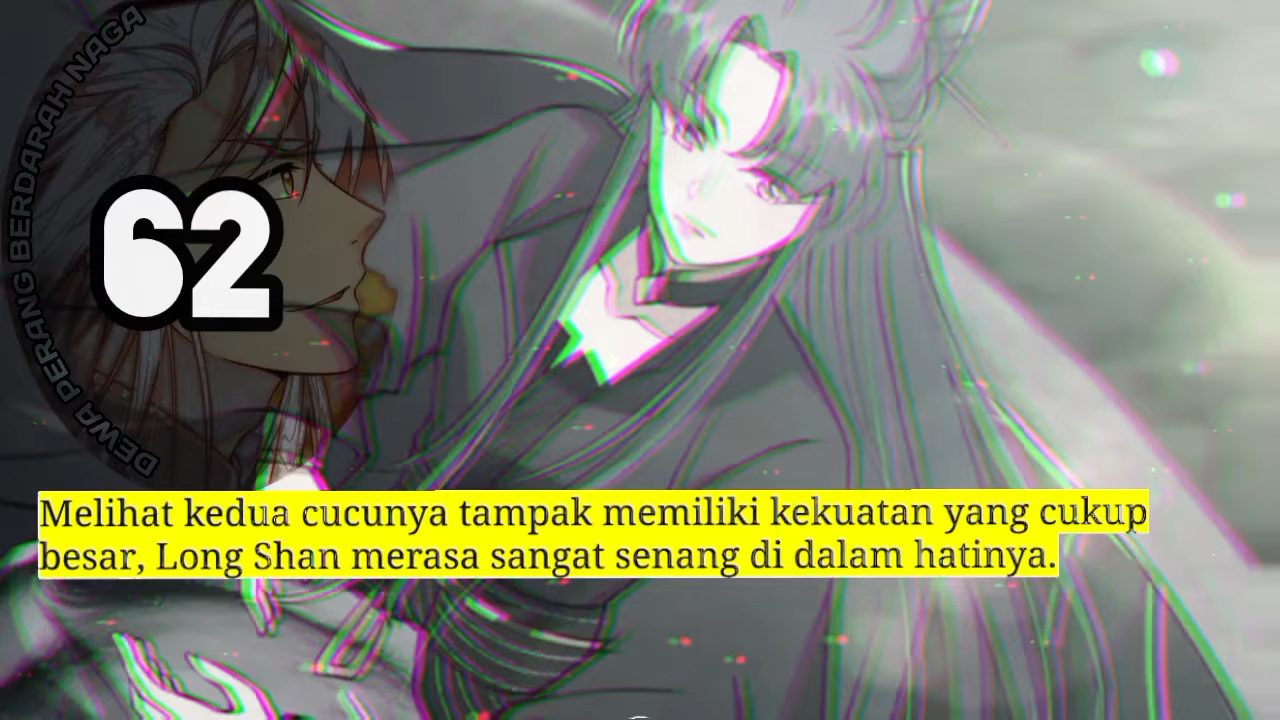 DEWA PERANG BERDARAH NAGA
62
Melihat kedua cucunya tampak memiliki kekuatan yang cukup
besar, Long Shan merasa sangat senang di dalam hatinya.